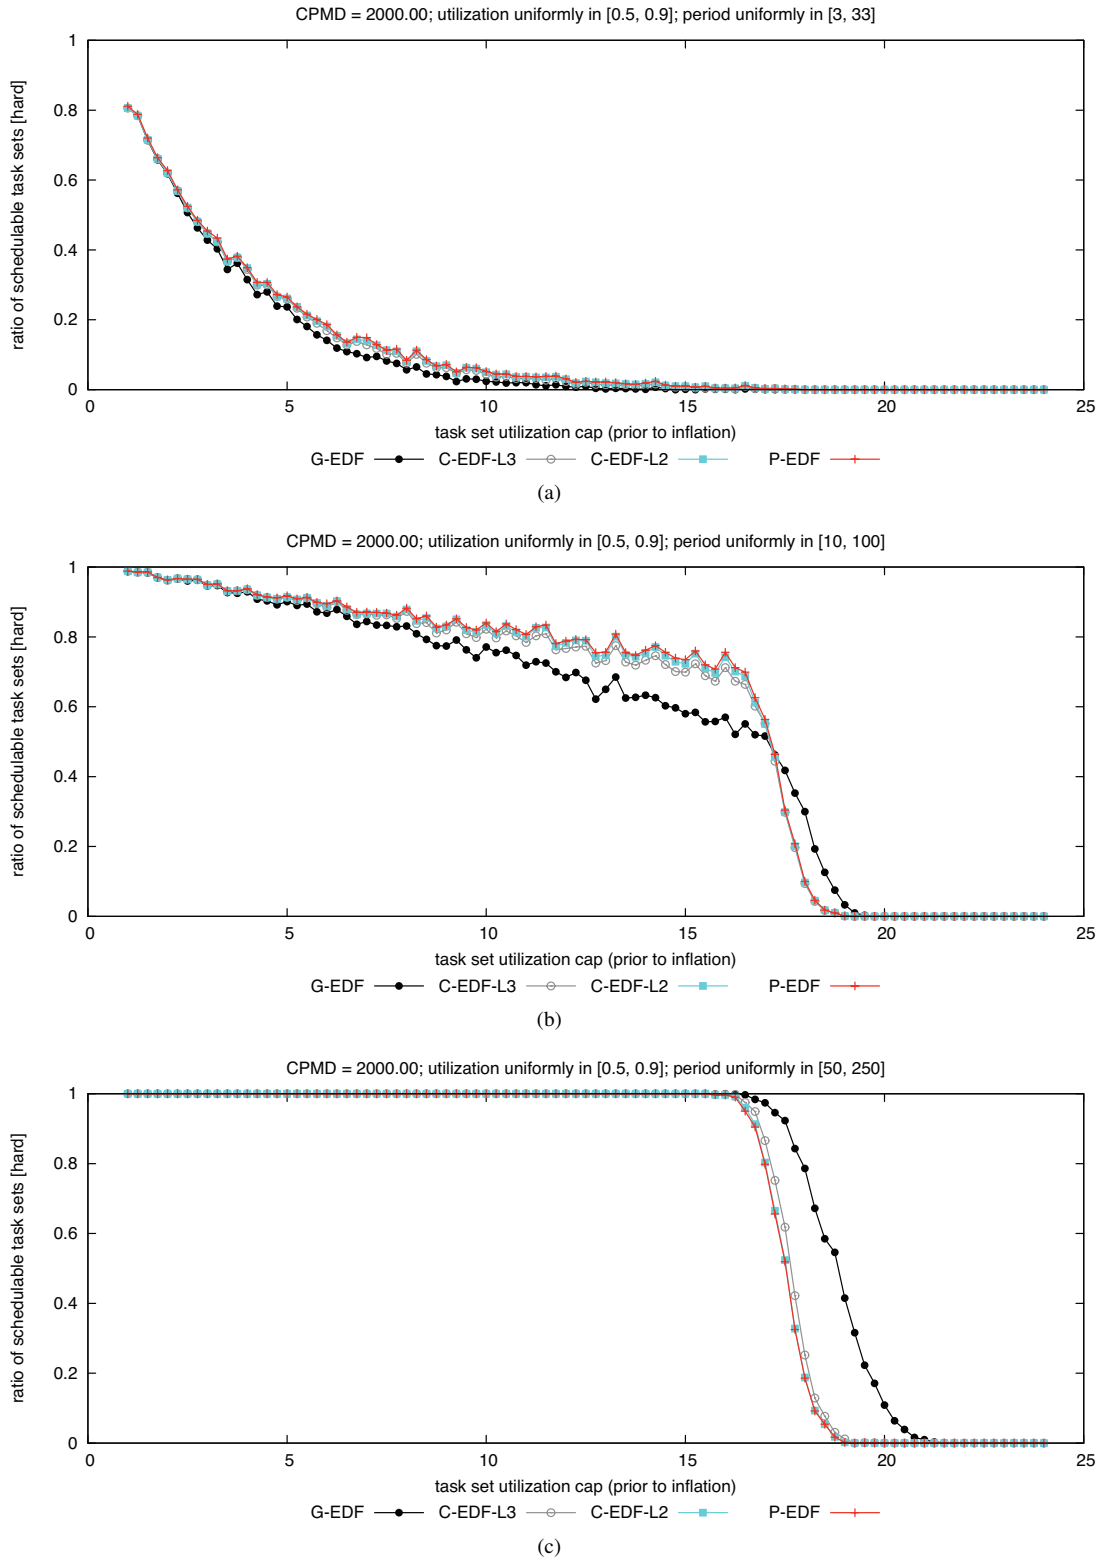 CPMD = 2000.00; utilization uniformly in [0.5, 0.9]; period uniformly in [3, 33]
ratio of schedulable task sets [hard]
1
0.8
0.6
0.4
0.2
0
0 5 10 15 20 25
task set utilization cap (prior to inflation)
G-EDF C-EDF-L3 C-EDF-L2 P-EDF
(a)
CPMD = 2000.00; utilization uniformly in [0.5, 0.9]; period uniformly in [10, 100]
ratio of schedulable task sets [hard]
1
0.8
0.6
0.4
0.2
0
0 5 10 15 20 25
task set utilization cap (prior to inflation)
G-EDF C-EDF-L3 C-EDF-L2 P-EDF
(b)
CPMD = 2000.00; utilization uniformly in [0.5, 0.9]; period uniformly in [50, 250]
ratio of schedulable task sets [hard]
1
0.8
0.6
0.4
0.2
0
0 5 10 15 20 25
task set utilization cap (prior to inflation)
G-EDF C-EDF-L3 C-EDF-L2 P-EDF
(c)